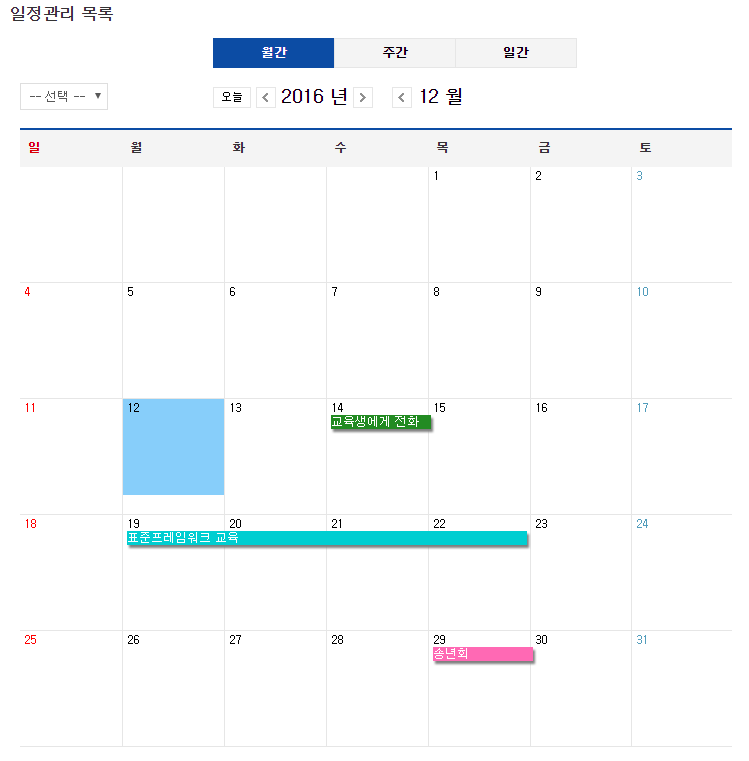 일정관리 목록
월간 주간 일간
-- 선택 -- 오늘 2016 년 12 월
일 월 화 수 목 금 토
1 2 3
4 5 6 7 8 9 10
11 12 13 14 15 16 17
교육생에게 전화
18 19 20 21 22 23 24
표준프레임워크 교육
25 26 27 28 29 30 31
송년회